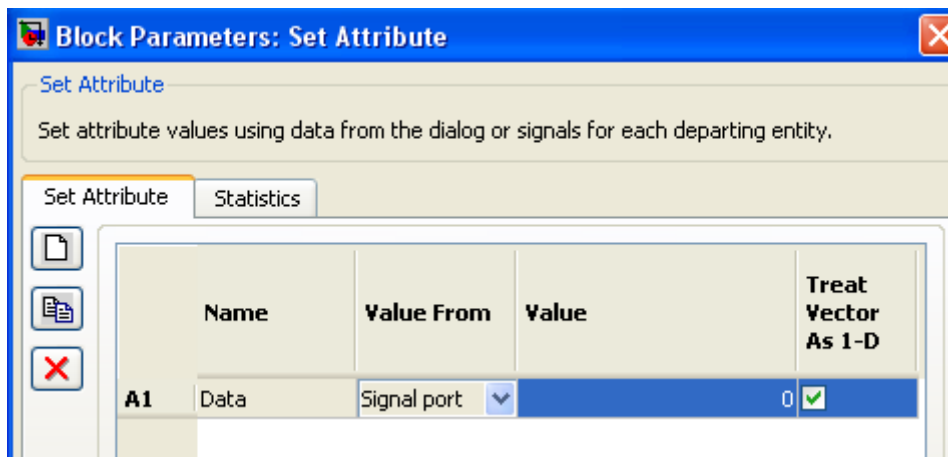 Block Parameters: Set Attribute
Set Attribute
Set attribute values using data from the dialog or signals for each departing entity.
Set Attribute Statistics
Name Value From Value Treat Vector As 1-D
A1 Data Signal port 0